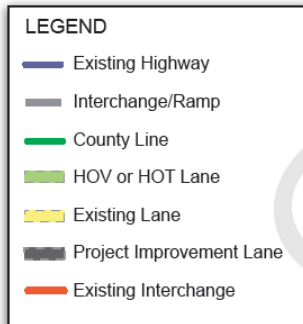 LEGEND
Existing Highway
Interchange/Ramp
County Line
HOV or HOT Lane
Existing Lane
Project Improvement Lane
Existing Interchange